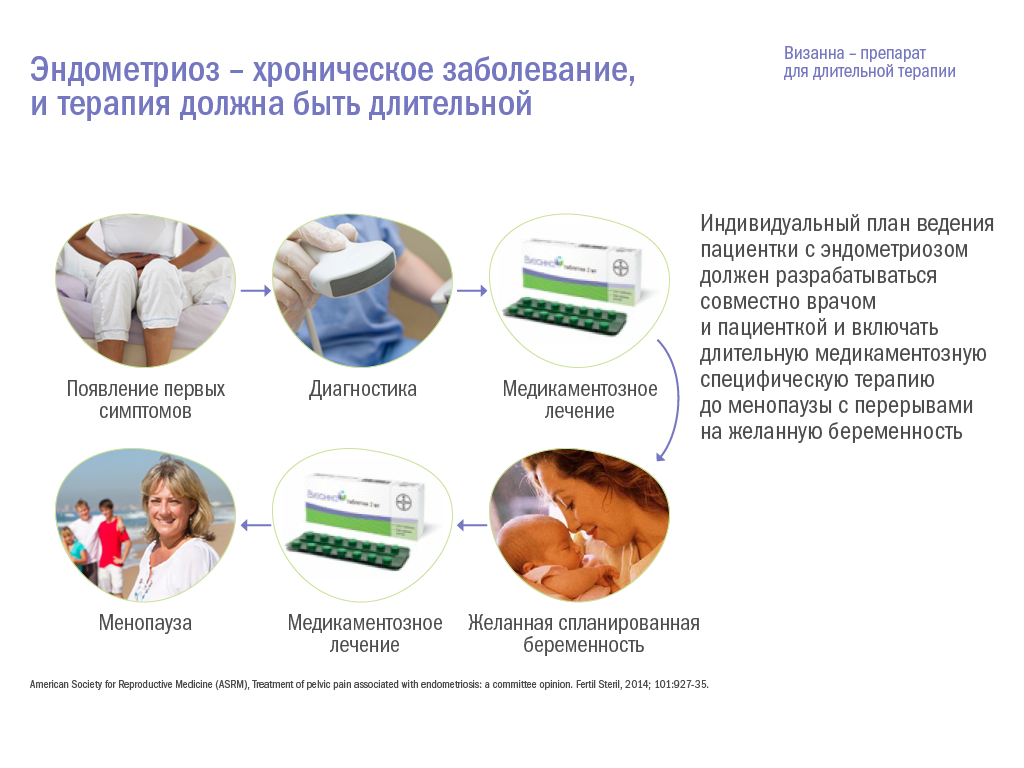 Эндометриоз – хроническое заболевание,
и терапия должна быть длительной
Визанна – препарат
для длительной терапии
Визанна
таблетки 2 мг
Появление первых
симптомов
Диагностика
Медикаментозное
лечение
Индивидуальный план ведения
пациентки с эндометриозом
должен разрабатываться
совместно врачом
и пациенткой и включать
длительную медикаментозную
специфическую терапию
до менопаузы с перерывами
на желанную беременность
Визанна
таблетки 2 мг
Менопауза
Медикаментозное
лечение
Желанная спланированная
беременность
American Society for Reproductive Medicine (ASRM), Treatment of pelvic pain associated with endometriosis: a committee opinion. Fertil Steril, 2014; 101:927-35.